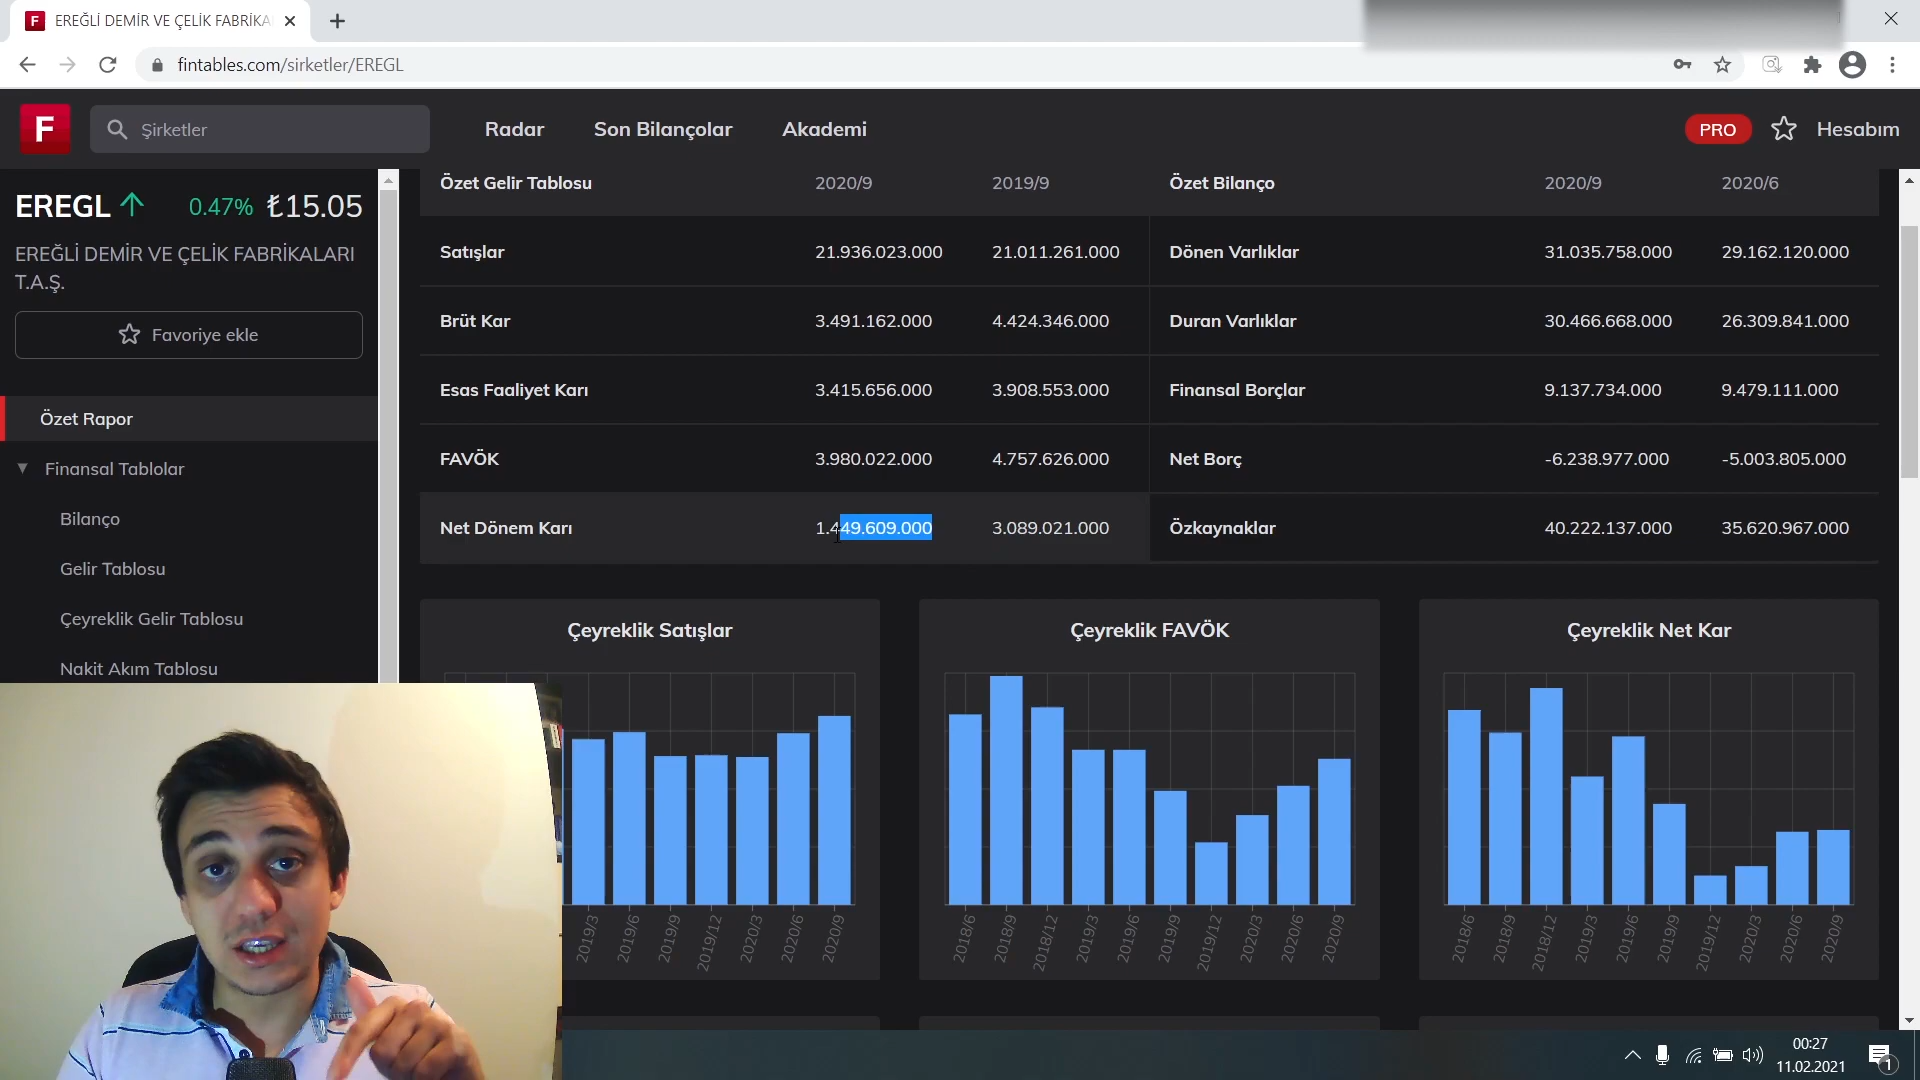 EREĞLİ DEMİR VE ÇELİK FABRİKA
fintables.com/sirketler/EREGL
F
Şirketler
Radar
Son Bilançolar
Akademi
PRO
Hesabım
EREGL
0.47%
₺15.05
EREĞLİ DEMİR VE ÇELİK FABRİKALARI
T.A.Ş.
Favoriye ekle
Özet Rapor
Finansal Tablolar
Bilanço
Gelir Tablosu
Çeyreklik Gelir Tablosu
Nakit Akım Tablosu
Özet Gelir Tablosu 2020/9 2019/9
Satışlar 21.936.023.000 21.011.261.000
Brüt Kar 3.491.162.000 4.424.346.000
Esas Faaliyet Karı 3.415.656.000 3.908.553.000
FAVÖK 3.980.022.000 4.757.626.000
Net Dönem Karı 1.449.609.000 3.089.021.000
Özet Bilanço 2020/9 2020/6
Dönen Varlıklar 31.035.758.000 29.162.120.000
Duran Varlıklar 30.466.668.000 26.309.841.000
Finansal Borçlar 9.137.734.000 9.479.111.000
Net Borç -6.238.977.000 -5.003.805.000
Özkaynaklar 40.222.137.000 35.620.967.000
Çeyreklik Satışlar
2019/3 2019/6 2019/9 2019/12 2020/3 2020/6 2020/9
Çeyreklik FAVÖK
2018/6 2018/9 2018/12 2019/3 2019/6 2019/9 2019/12 2020/3 2020/6 2020/9
Çeyreklik Net Kar
2018/6 2018/9 2018/12 2019/3 2019/6 2019/9 2019/12 2020/3 2020/6 2020/9
00:27
11.02.2021
1